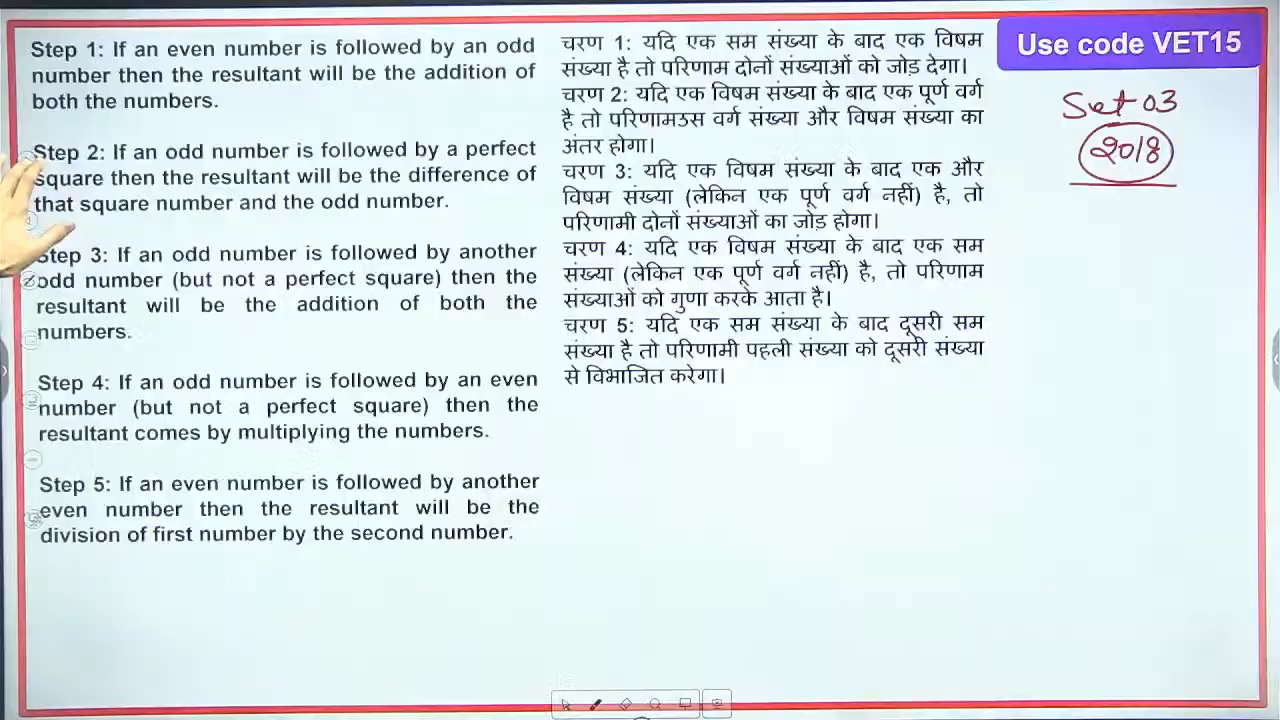 Step 1: If an even number is followed by an odd
number then the resultant will be the addition of
both the numbers.
Step 2: If an odd number is followed by a perfect
square then the resultant will be the difference of
that square number and the odd number.
Step 3: If an odd number is followed by another
odd number (but not a perfect square) then the
resultant will be the addition of both the
numbers.
Step 4: If an odd number is followed by an even
number (but not a perfect square) then the
resultant comes by multiplying the numbers.
Step 5: If an even number is followed by another
even number then the resultant will be the
division of first number by the second number.
चरण 1: यदि एक सम संख्या के बाद एक विषम
संख्या है तो परिणाम दोनों संख्याओं को जोड़ देगा।
चरण 2: यदि एक विषम संख्या के बाद एक पूर्ण वर्ग
है तो परिणामउस वर्ग संख्या और विषम संख्या का
अंतर होगा।
चरण 3: यदि एक विषम संख्या के बाद एक और
विषम संख्या (लेकिन एक पूर्ण वर्ग नहीं) है, तो
परिणामी दोनों संख्याओं का जोड़ होगा।
चरण 4: यदि एक विषम संख्या के बाद एक सम
संख्या (लेकिन एक पूर्ण वर्ग नहीं) है, तो परिणाम
संख्याओं को गुणा करके आता है।
चरण 5: यदि एक सम संख्या के बाद दूसरी सम
संख्या है तो परिणामी पहली संख्या को दूसरी संख्या
से विभाजित करेगा।
Use code VET15
Set 03
2018